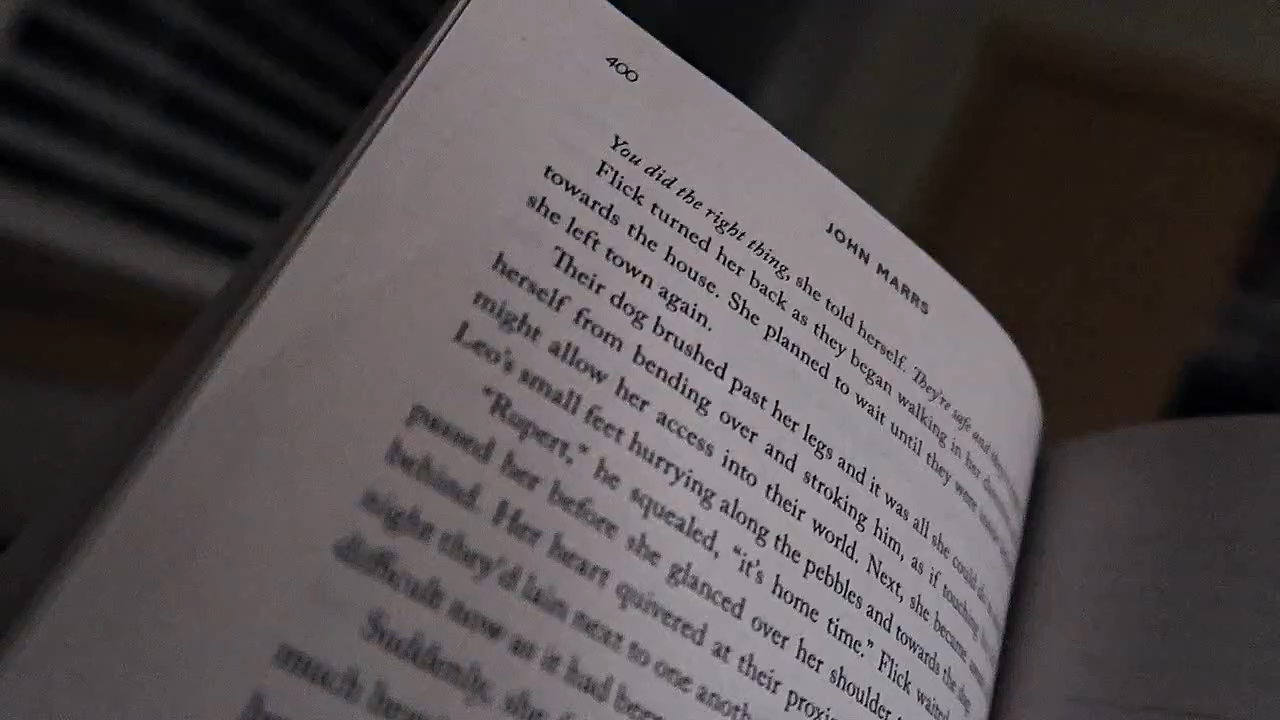 400
JOHN MARRS
You did the right thing, she told herself. They're safe and
Flick turned her back as they began walking in her
towards the house. She planned to wait until they were
she left town again.
Their dog brushed past her legs and it was all she could do
herself from bending over and stroking him, as if touching
might allow her access into their world. Next, she became
Leo's small feet hurrying along the pebbles and towards the dog.
"Rupert," he squealed, "it's home time." Flick waited
passed her before she glanced over her shoulder
behind. Her heart quivered at their
night they'd lain next to one
difficult now as it had been
Suddenly, she
much